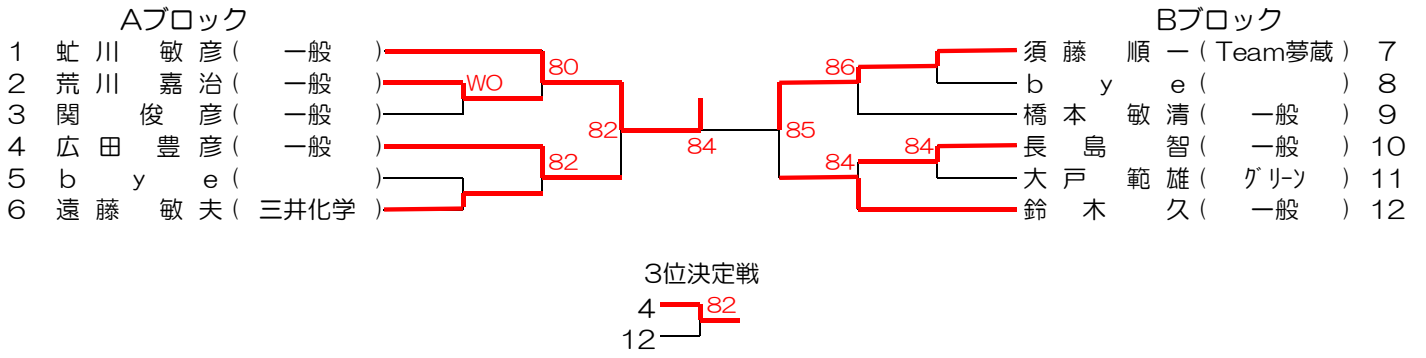 Aブロック Bブロック
1 虻川 敏彦 ( 一般 ) 須藤 順一 ( Team夢蔵 ) 7
80 86
2 荒川 嘉治 ( 一般 ) WO bye ( ) 8
3 関 俊彦 ( 一般 ) 橋本 敏清 ( 一般 ) 9
82 84 85
4 広田 豊彦 ( 一般 ) 84 長島 智 ( 一般 ) 10
82 84
5 bye ( ) 大戸 範雄 ( グリーン ) 11
6 遠藤 敏夫 ( 三井化学 ) 鈴木 久 ( 一般 ) 12
3位決定戦
4 82
12